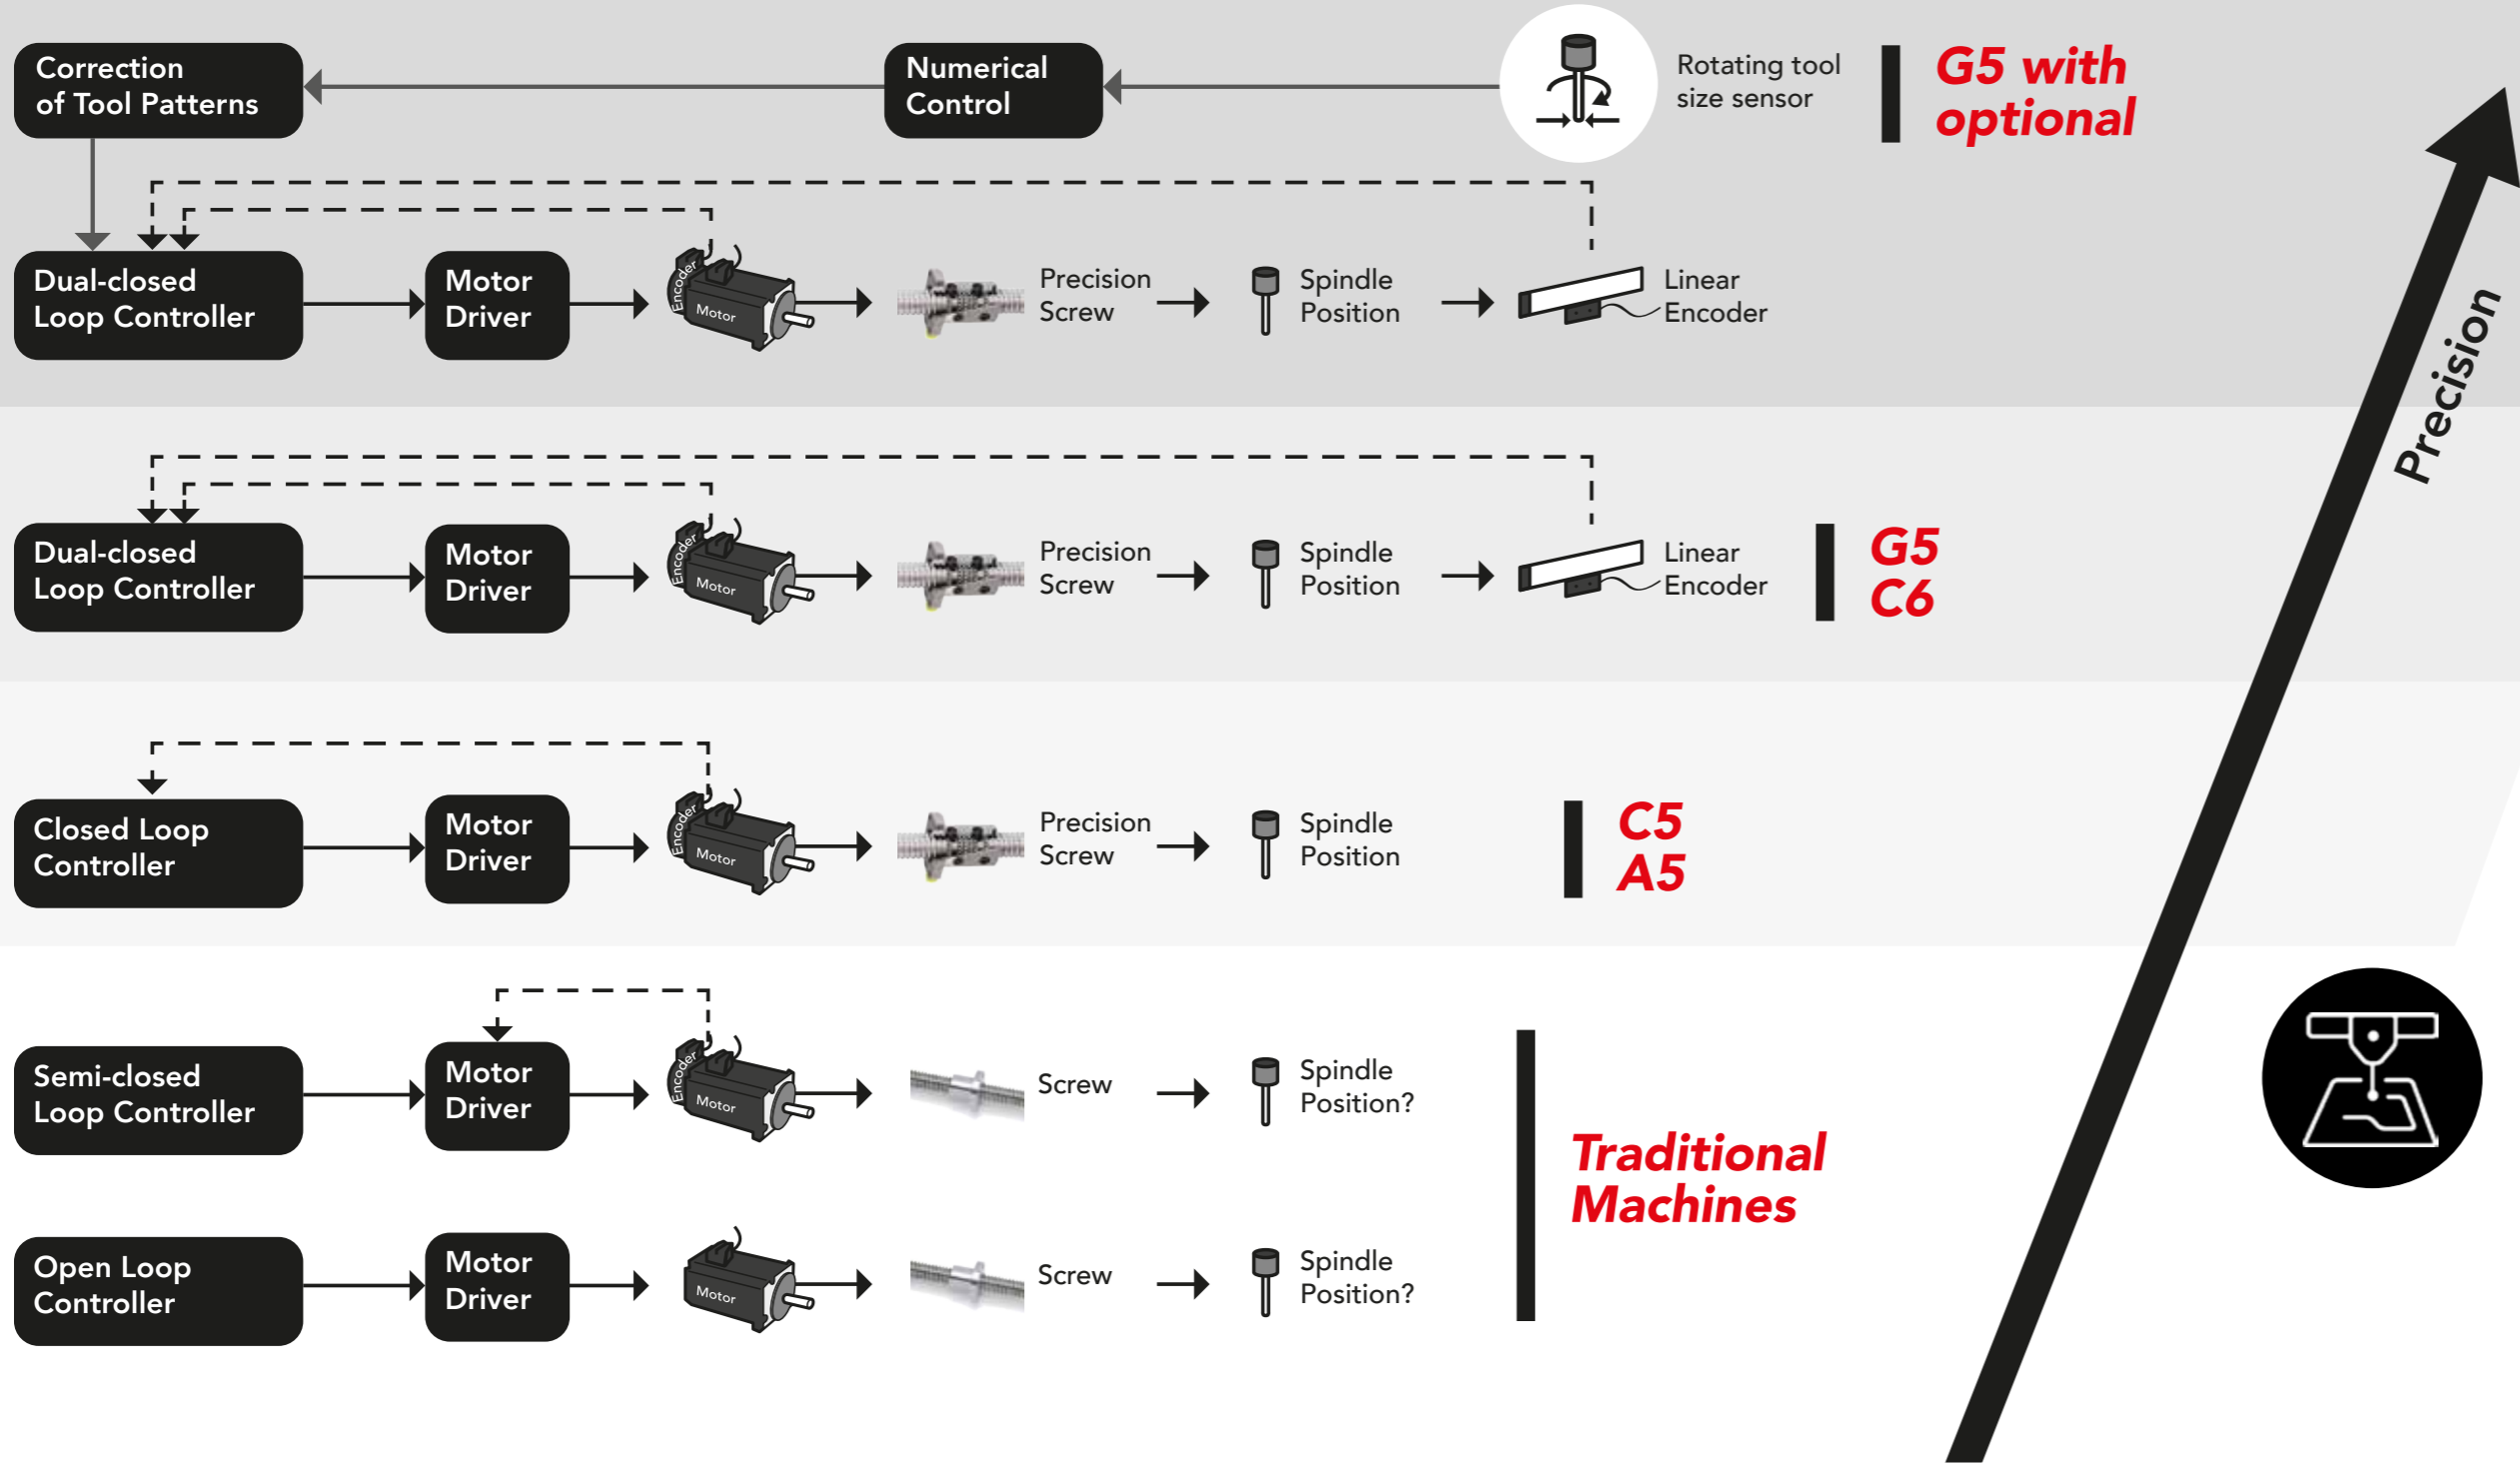 Correction
of Tool Patterns
Numerical
Control
Rotating tool
size sensor
G5 with
optional
Dual-closed
Loop Controller
Motor
Driver
Encoder
Motor
Precision
Screw
Spindle
Position
Linear
Encoder
Precision
Dual-closed
Loop Controller
Motor
Driver
Encoder
Motor
Precision
Screw
Spindle
Position
Linear
Encoder
G5
C6
Closed Loop
Controller
Motor
Driver
Encoder
Motor
Precision
Screw
Spindle
Position
C5
A5
Semi-closed
Loop Controller
Motor
Driver
Encoder
Motor
Screw
Spindle
Position?
Traditional
Machines
Open Loop
Controller
Motor
Driver
Motor
Screw
Spindle
Position?